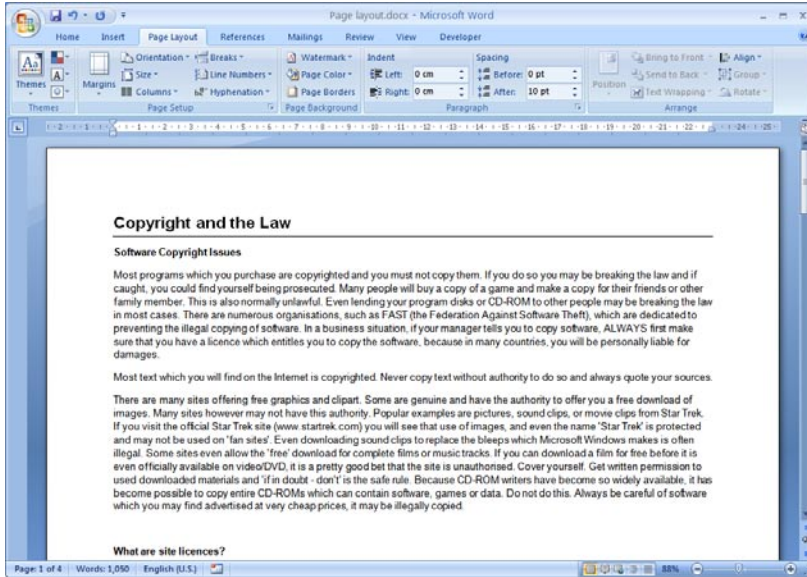 Page layout.docx - Microsoft Word
Home Insert Page Layout References Mailings Review View Developer
Orientation Breaks Watermark Indent Spacing Bring to Front Align
Themes Margins Size Line Numbers Page Color Left: 0 cm Before: 0 pt Position Send to Back Group
Columns Hyphenation Page Borders Right: 0 cm After: 10 pt Text Wrapping Rotate
Themes Page Setup Page Background Paragraph Arrange
Copyright and the Law
Software Copyright Issues
Most programs which you purchase are copyrighted and you must not copy them. If you do so you may be breaking the law and if
caught, you could find yourself being prosecuted. Many people will buy a copy of a game and make a copy for their friends or other
family member. This is also normally unlawful. Even lending your program disks or CD-ROM to other people may be breaking the law
in most cases. There are numerous organisations, such as FAST (the Federation Against Software Theft), which are dedicated to
preventing the illegal copying of software. In a business situation, if your manager tells you to copy software, ALWAYS first make
sure that you have a licence which entitles you to copy the software, because in many countries, you will be personally liable for
damages.
Most text which you will find on the Internet is copyrighted. Never copy text without authority to do so and always quote your sources.
There are many sites offering free graphics and clipart. Some are genuine and have the authority to offer you a free download of
images. Many sites however may not have this authority. Popular examples are pictures, sound clips, or movie clips from Star Trek.
If you visit the official Star Trek site (www.startrek.com) you will see that use of images, and even the name 'Star Trek' is protected
and may not be used on 'fan sites'. Even downloading sound clips to replace the bleeps which Microsoft Windows makes is often
illegal. Some sites even allow the 'free' download for complete films or music tracks. If you can download a film for free before it is
even officially available on video/DVD, it is a pretty good bet that the site is unauthorised. Cover yourself. Get written permission to
used downloaded materials and 'if in doubt - don't' is the safe rule. Because CD-ROM writers have become so widely available, it has
become possible to copy entire CD-ROMs which can contain software, games or data. Do not do this. Always be careful of software
which you may find advertised at very cheap prices, it may be illegally copied.
What are site licences?
Page: 1 of 4 Words: 1,050 English (U.S.) 88%